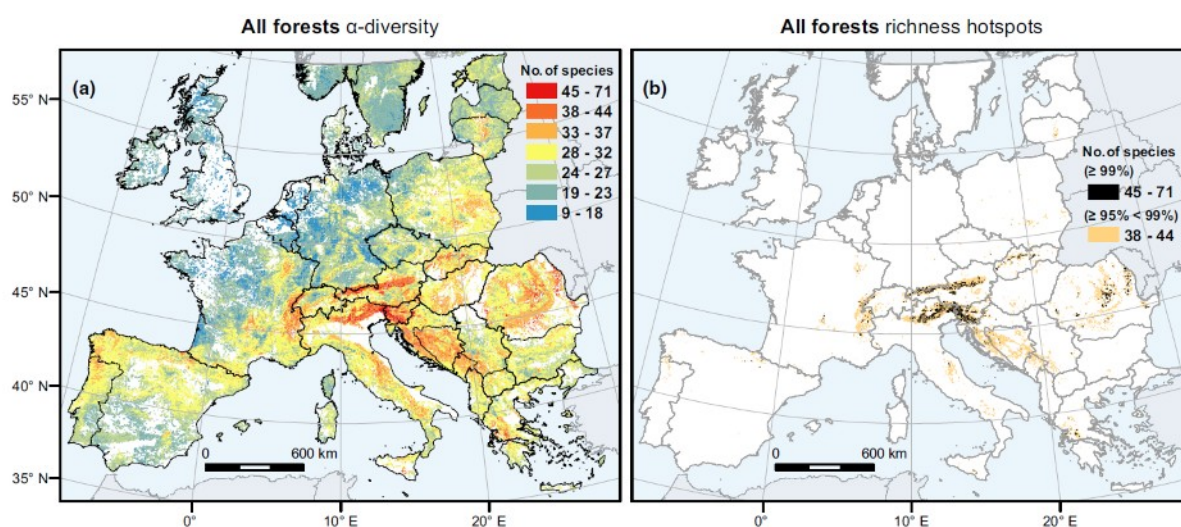 All forests α-diversity
All forests richness hotspots
(a)
No. of species
45 - 71
38 - 44
33 - 37
28 - 32
24 - 27
19 - 23
9 - 18
55° N
50° N
45° N
40° N
35° N
0 600 km
0° 10° E 20° E
(b)
No. of species
(≥ 99%)
45 - 71
(≥ 95% < 99%)
38 - 44
0 600 km
0° 10° E 20° E